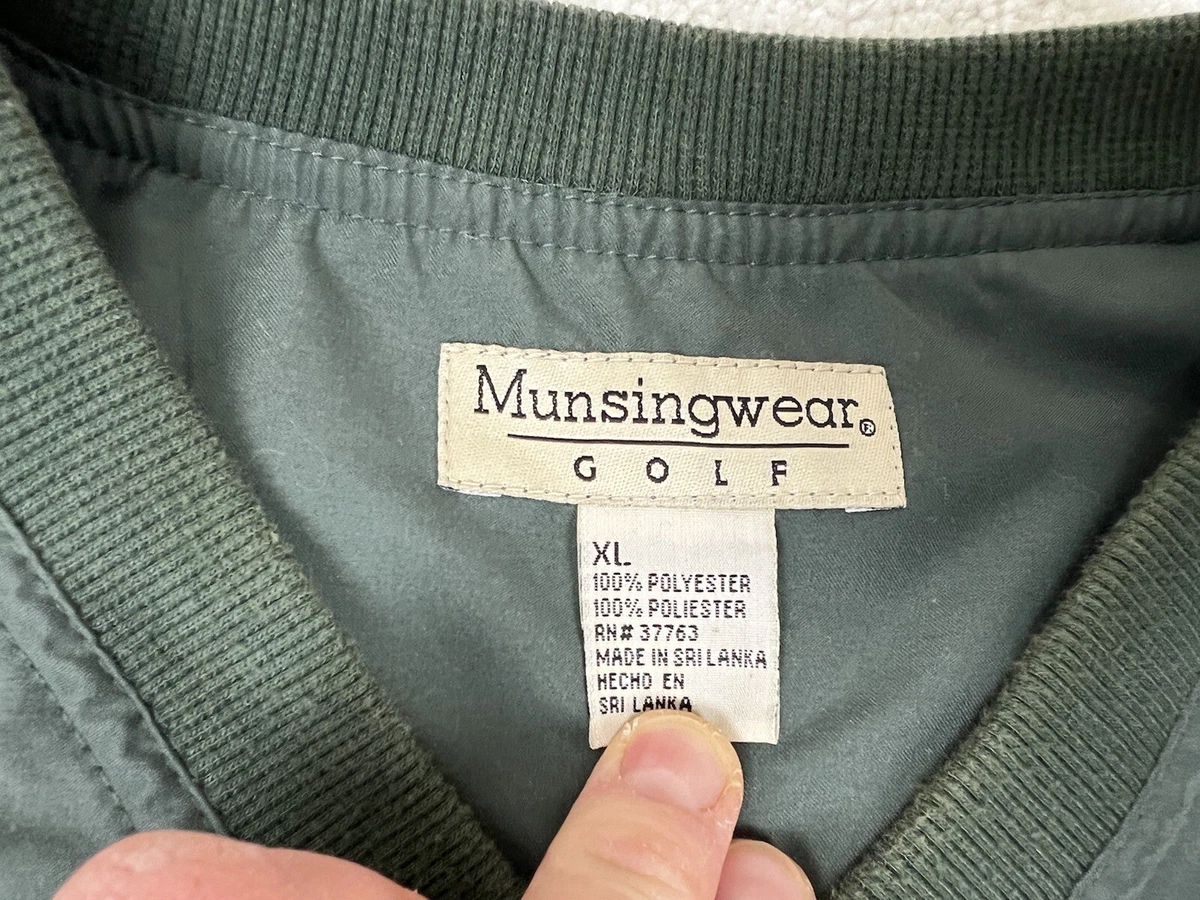 Munsingwear®
GOLF
XL
100% POLYESTER
100% POLIESTER
RN# 37763
MADE IN SRI LANKA
HECHO EN
SRI LANKA